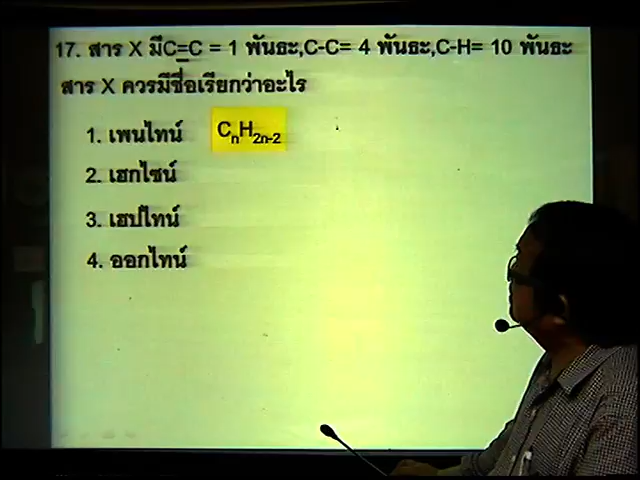 17. สาร X มีC≡C = 1 พันธะ,C-C= 4 พันธะ,C-H= 10 พันธะ
สาร X ควรมีชื่อเรียกว่าอะไร
1. เพนไทน์ CnH2n-2
2. เฮกไซน์
3. เฮปไทน์
4. ออกไทน์